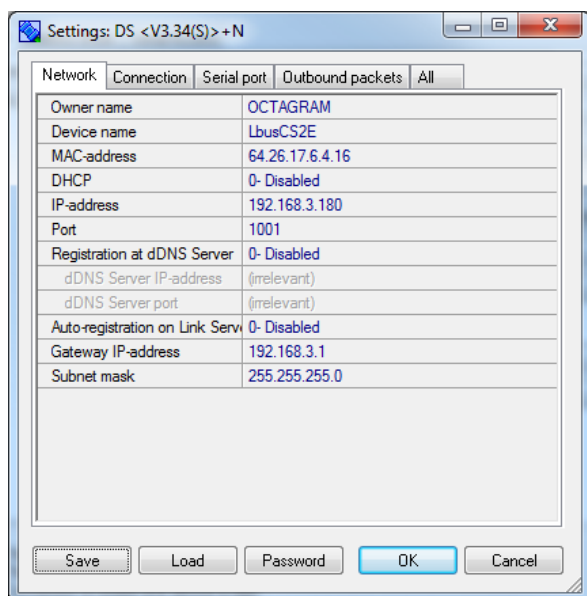 Settings: DS <V3.34(S)>+N
Network Connection Serial port Outbound packets All
Owner name OCTAGRAM
Device name LbusCS2E
MAC-address 64.26.17.6.4.16
DHCP 0- Disabled
IP-address 192.168.3.180
Port 1001
Registration at dDNS Server 0- Disabled
dDNS Server IP-address (irrelevant)
dDNS Server port (irrelevant)
Auto-registration on Link Serv 0- Disabled
Gateway IP-address 192.168.3.1
Subnet mask 255.255.255.0
Save Load Password OK Cancel